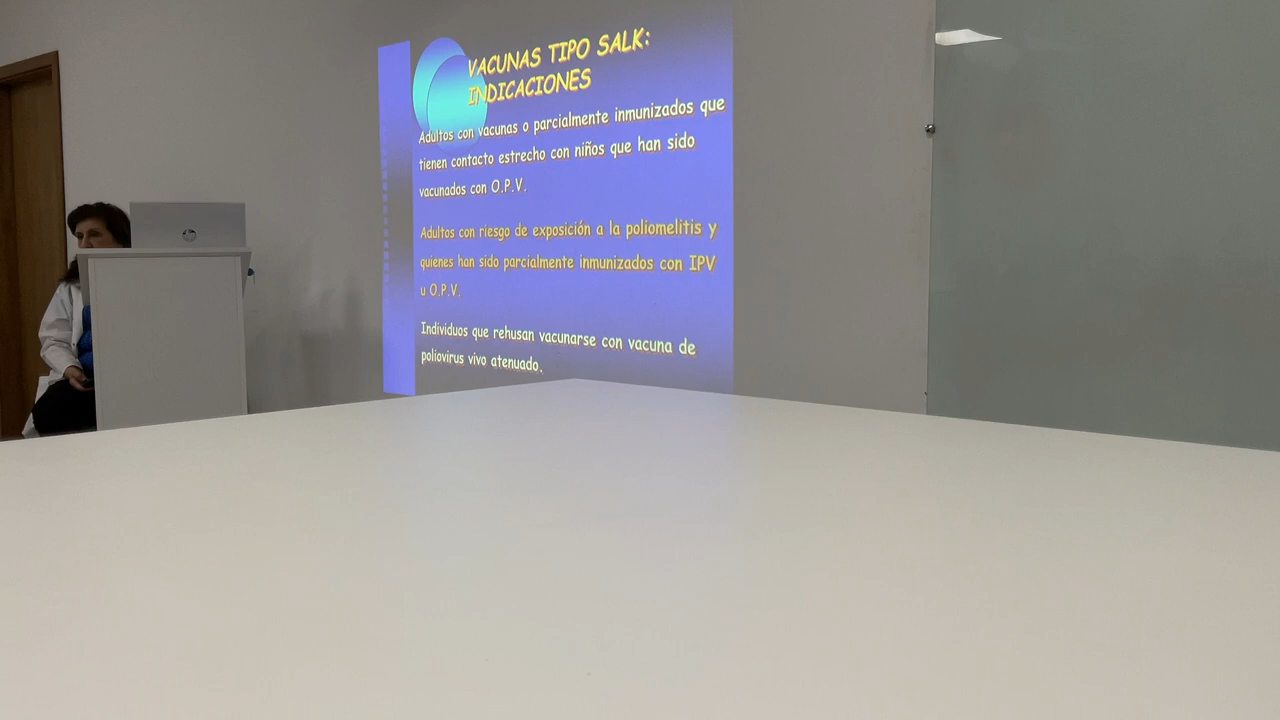 VACUNAS TIPO SALK:
INDICACIONES
Adultos con vacunas o parcialmente inmunizados que
tienen contacto estrecho con niños que han sido
vacunados con O.P.V.
Adultos con riesgo de exposición a la poliomelitis y
quienes han sido parcialmente inmunizados con IPV
u O.P.V.
Individuos que rehusan vacunarse con vacuna de
poliovirus vivo atenuado.